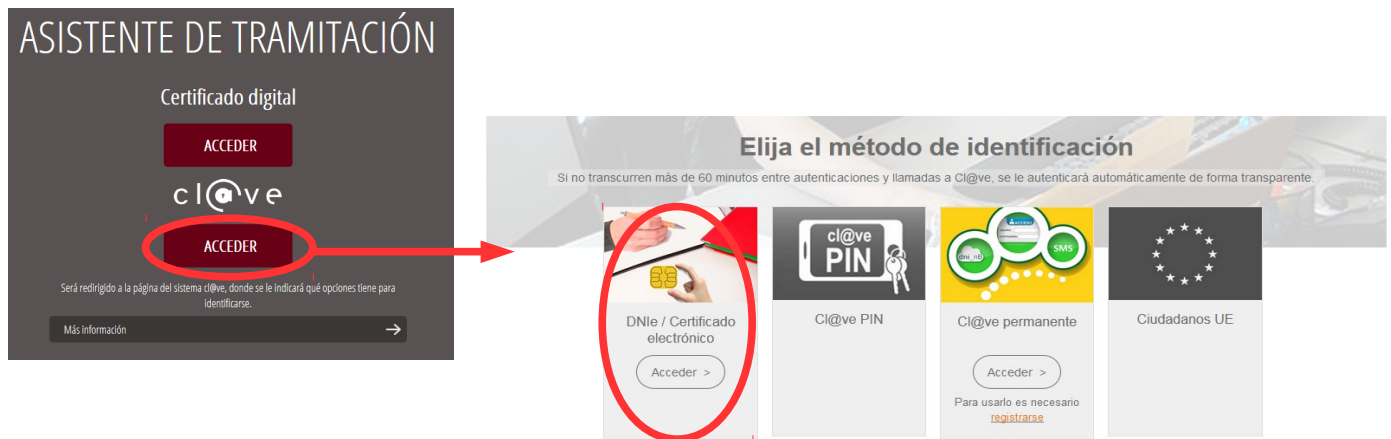 ASISTENTE DE TRAMITACIÓN
Certificado digital
ACCEDER
cl@ve
ACCEDER
Será redirigido a la página del sistema cl@ve, donde se le indicará qué opciones tiene para
identificarse.
Más información
Elija el método de identificación
Si no transcurren más de 60 minutos entre autenticaciones y llamadas a Cl@ve, se le autenticará automáticamente de forma transparente.
DNIe / Certificado
electrónico
Acceder >
cl@ve
PIN
Cl@ve PIN
SMS
Cl@ve permanente
Acceder >
Para usarlo es necesario
registrarse
Ciudadanos UE